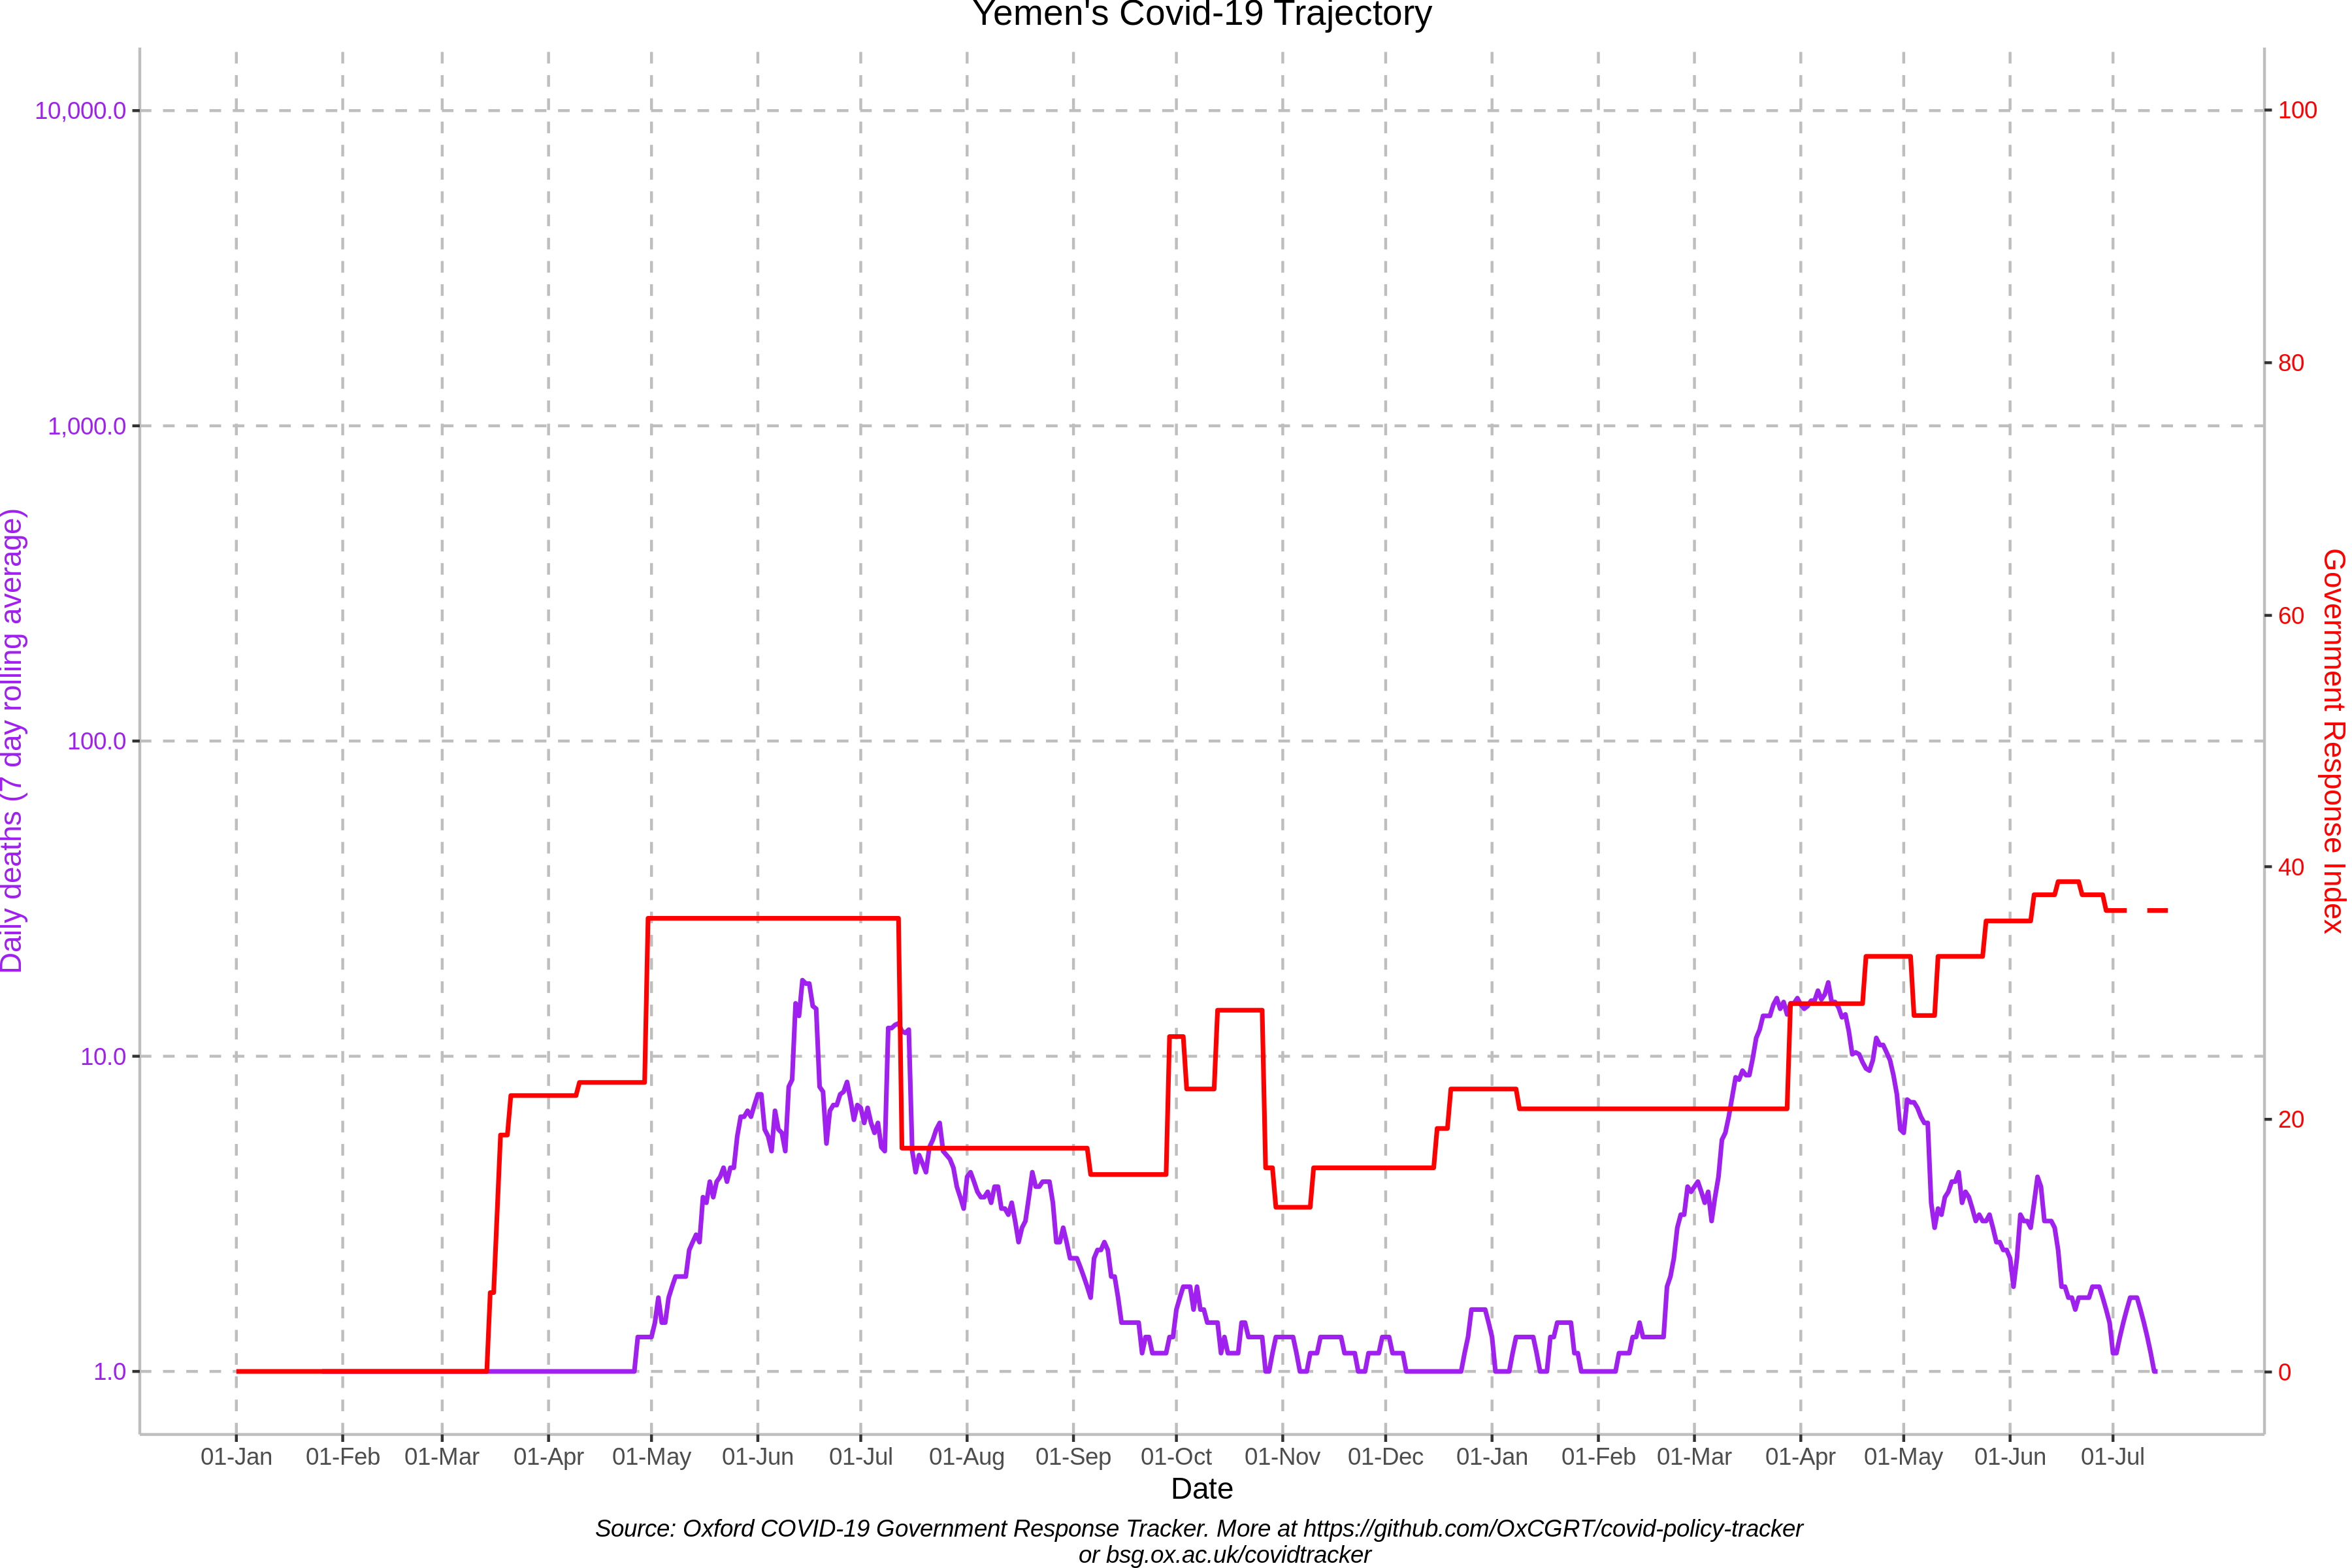 Yemen's Covid-19 Trajectory
10,000.0
1,000.0
100.0
10.0
1.0
Daily deaths (7 day rolling average)
100
80
60
40
20
0
Government Response Index
01-Jan 01-Feb 01-Mar 01-Apr 01-May 01-Jun 01-Jul 01-Aug 01-Sep 01-Oct 01-Nov 01-Dec 01-Jan 01-Feb 01-Mar 01-Apr 01-May 01-Jun 01-Jul
Date
Source: Oxford COVID-19 Government Response Tracker. More at https://github.com/OxCGRT/covid-policy-tracker
or bsg.ox.ac.uk/covidtracker